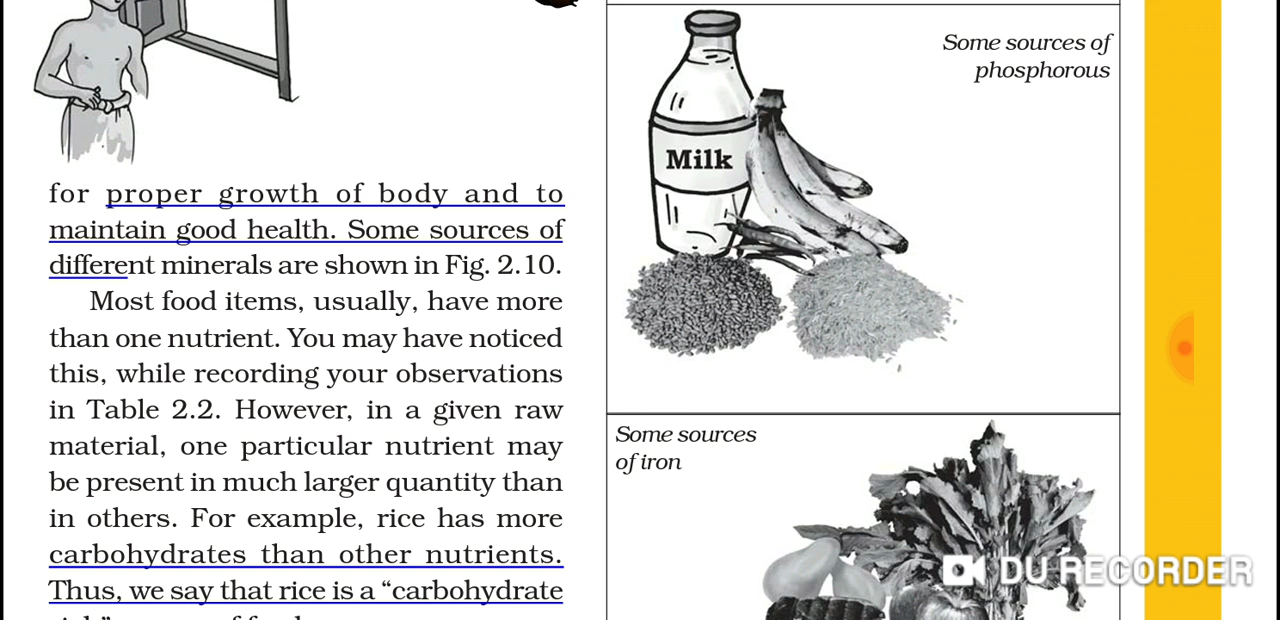 for proper growth of body and to
maintain good health. Some sources of
different minerals are shown in Fig. 2.10.
Most food items, usually, have more
than one nutrient. You may have noticed
this, while recording your observations
in Table 2.2. However, in a given raw
material, one particular nutrient may
be present in much larger quantity than
in others. For example, rice has more
carbohydrates than other nutrients.
Thus, we say that rice is a “carbohydrate
Some sources of
phosphorous
Milk
Some sources
of iron
DU RECORDER